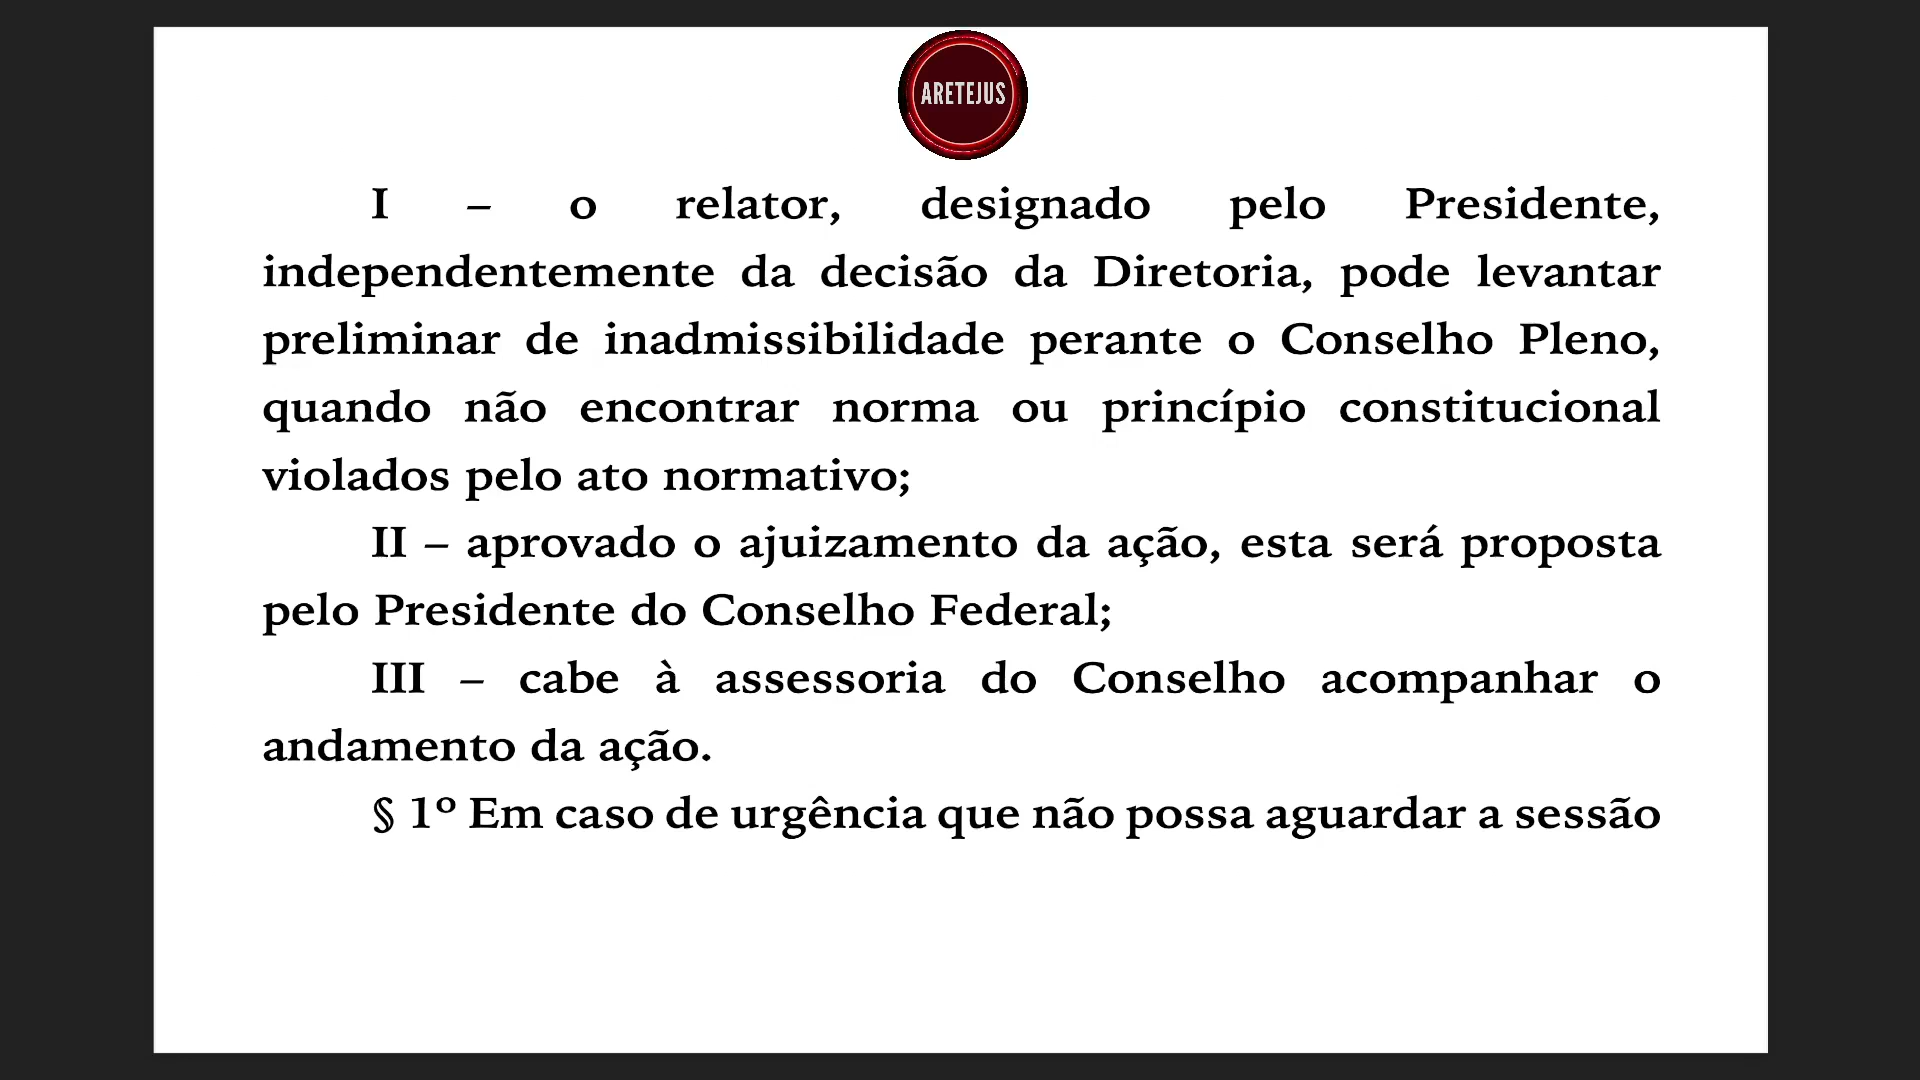 ARETEJUS
I – o relator, designado pelo Presidente,
independentemente da decisão da Diretoria, pode levantar
preliminar de inadmissibilidade perante o Conselho Pleno,
quando não encontrar norma ou princípio constitucional
violados pelo ato normativo;
II – aprovado o ajuizamento da ação, esta será proposta
pelo Presidente do Conselho Federal;
III – cabe à assessoria do Conselho acompanhar o
andamento da ação.
§ 1º Em caso de urgência que não possa aguardar a sessão